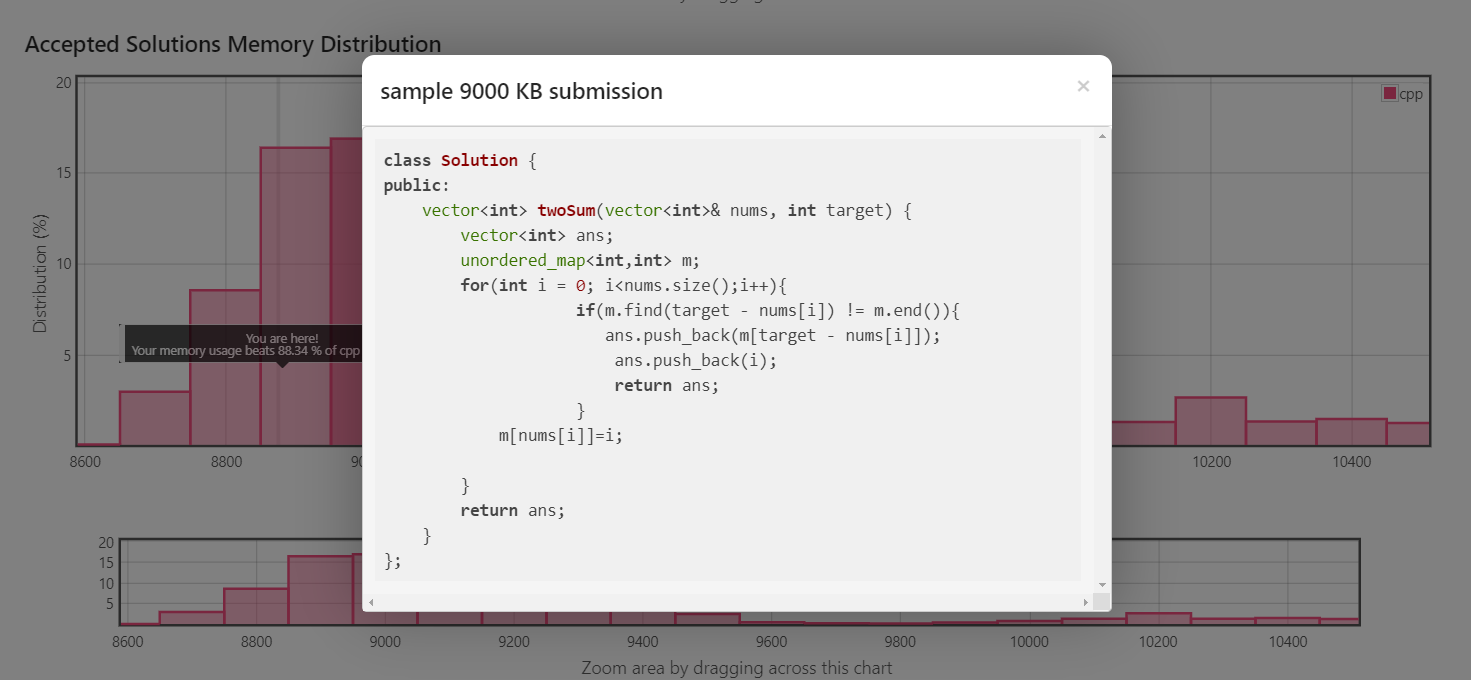 Accepted Solutions Memory Distribution
20
15
10
5
Distribution (%)
cpp
You are here!
Your memory usage beats 88.34 % of cpp
8600
8800
10200
10400
sample 9000 KB submission
×
class Solution {
public:
    vector<int> twoSum(vector<int>& nums, int target) {
        vector<int> ans;
        unordered_map<int,int> m;
        for(int i = 0; i<nums.size();i++){
                    if(m.find(target - nums[i]) != m.end()){
                       ans.push_back(m[target - nums[i]]);
                        ans.push_back(i);
                        return ans;
                    }
            m[nums[i]]=i;
        }
        return ans;
    }
};
20
15
10
5
8600
8800
9000
9200
9400
9600
9800
10000
10200
10400
Zoom area by dragging across this chart